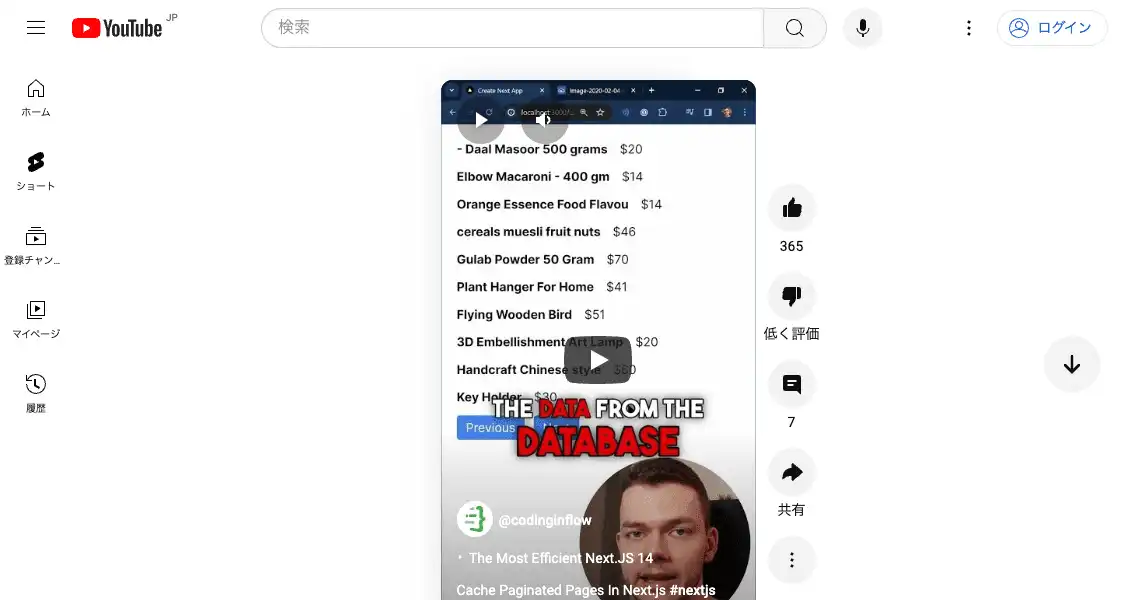 YouTube JP
検索
ログイン
ホーム
ショート
登録チャン...
マイページ
履歴
Create Next App
Image-2020-02-04
localhost:3000/...
- Daal Masoor 500 grams $20
Elbow Macaroni - 400 gm $14
Orange Essence Food Flavou $14
cereals muesli fruit nuts $46
Gulab Powder 50 Gram $70
Plant Hanger For Home $41
Flying Wooden Bird $51
3D Embellishment Art Lamp $20
Handcraft Chinese style $60
Key Holder $30
Previous Next
THE DATA FROM THE
DATABASE
@codinginflow
· The Most Efficient Next.JS 14
Cache Paginated Pages In Next.js #nextjs
365
低く評価
7
共有